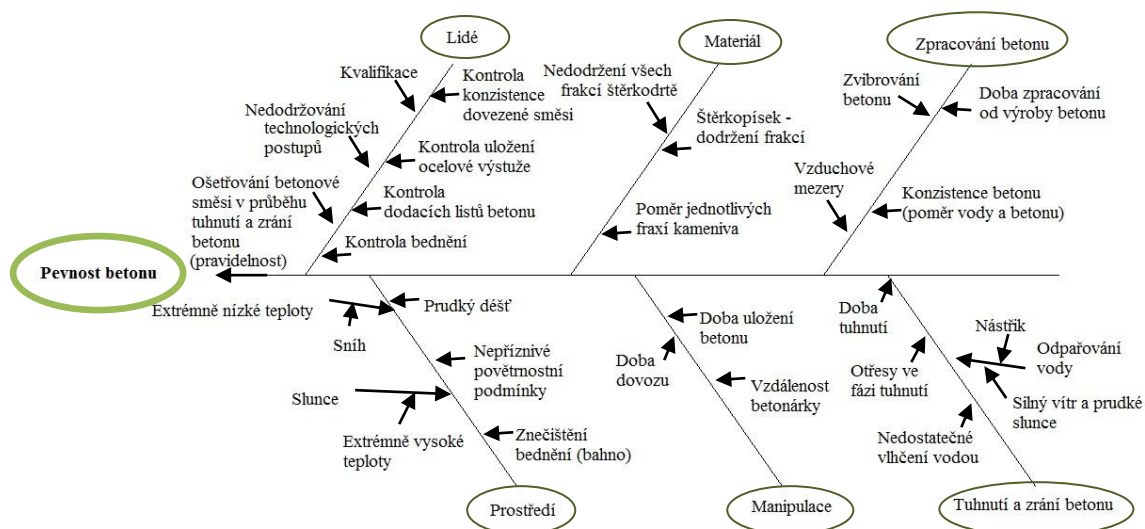 Lidé
Materiál
Zpracování betonu
Kvalifikace
Kontrola
konzistence
dovezené směsi
Nedodržování
technologických
postupů
Kontrola uložení
ocelové výstuže
Ošetřování betonové
směsi v průběhu
tuhnutí a zrání
betonu
(pravidelnost)
Kontrola
dodacích listů betonu
Kontrola bednění
Nedodržení všech
frakcí štěrkodrtě
Štěrkopísek -
dodržení frakcí
Poměr jednotlivých
fraxí kameniva
Zvibrování
betonu
Doba zpracování
od výroby betonu
Vzduchové
mezery
Konzistence betonu
(poměr vody a betonu)
Pevnost betonu
Extrémně nízké teploty
Sníh
Prudký déšť
Nepříznivé
povětrnostní
podmínky
Slunce
Extrémně vysoké
teploty
Znečištění
bednění (bahno)
Doba uložení
betonu
Doba
dovozu
Vzdálenost
betonárky
Doba
tuhnutí
Otřesy ve
fázi tuhnutí
Nástřik
Odpařování
vody
Silný vítr a prudké
slunce
Nedostatečné
vlhčení vodou
Prostředí
Manipulace
Tuhnutí a zrání betonu